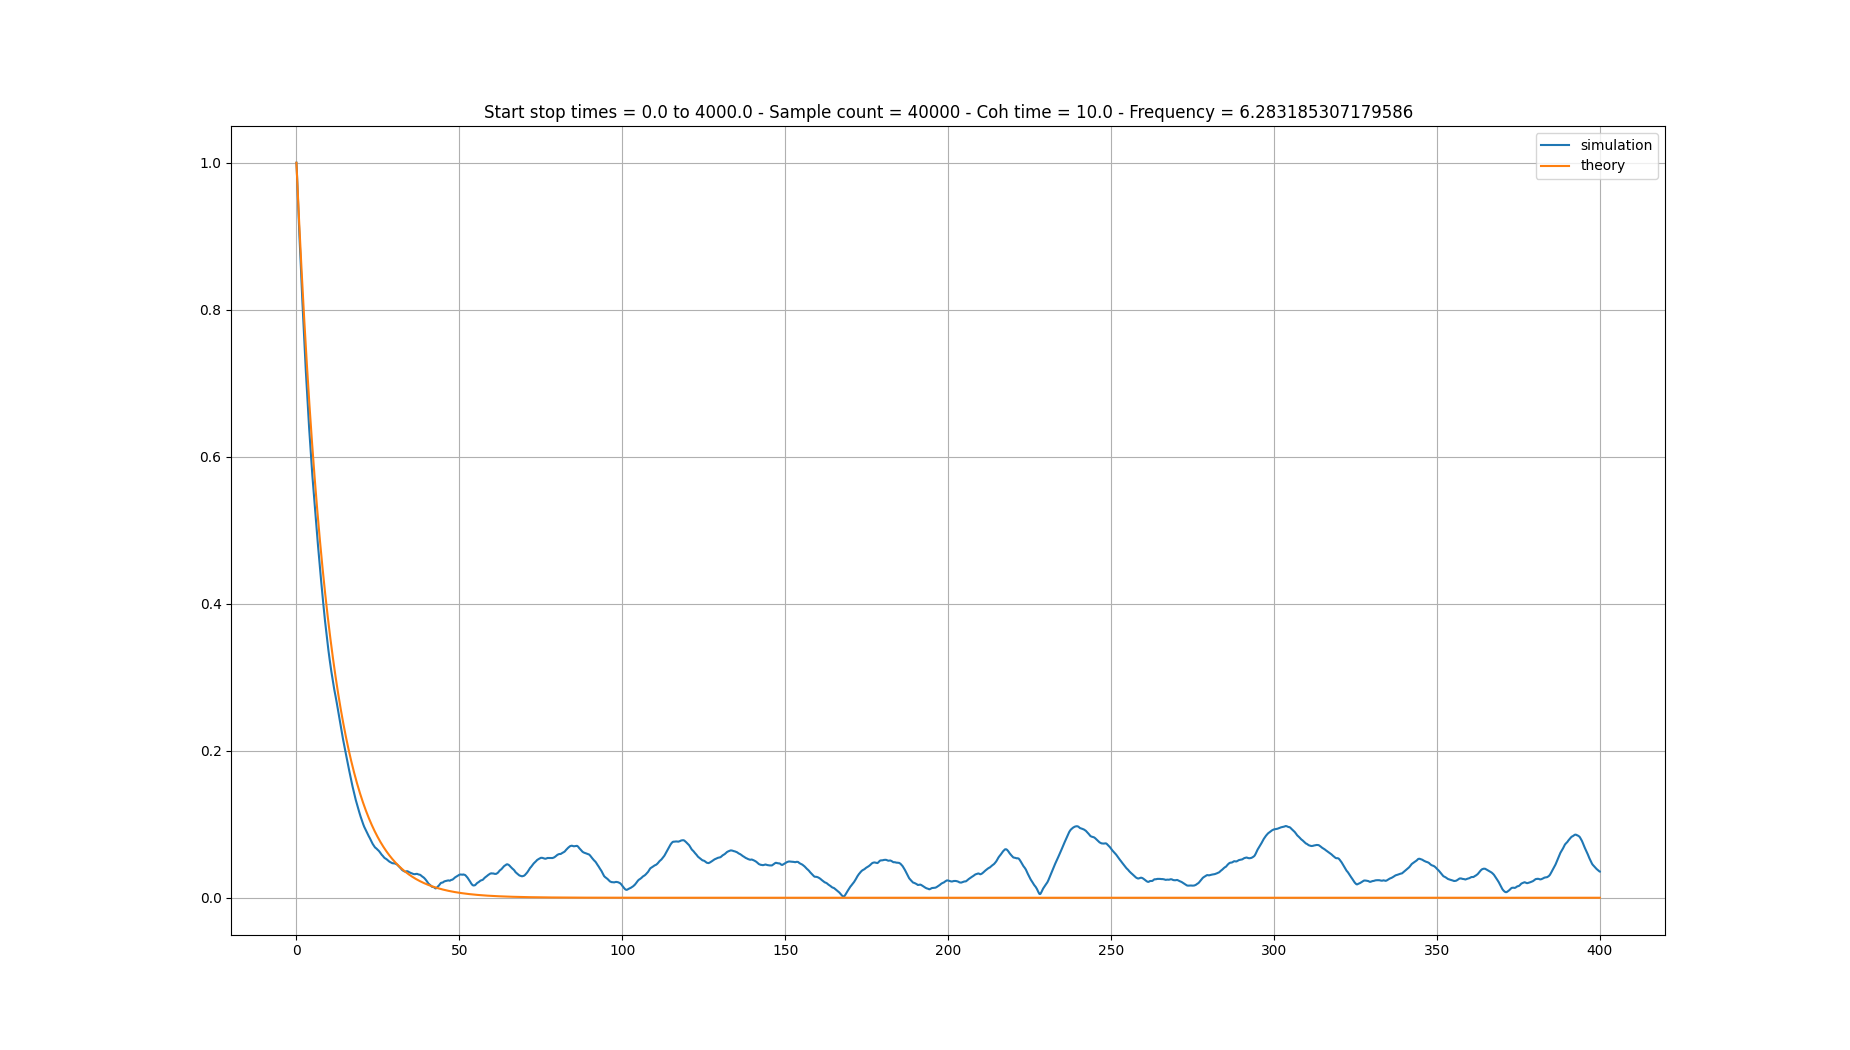 Start stop times = 0.0 to 4000.0 - Sample count = 40000 - Coh time = 10.0 - Frequency = 6.283185307179586
simulation
theory
1.0
0.8
0.6
0.4
0.2
0.0
0 50 100 150 200 250 300 350 400